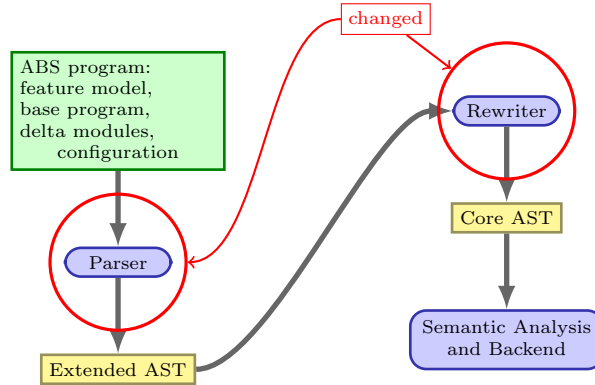 changed
ABS program:
feature model,
base program,
delta modules,
configuration
Parser
Extended AST
Rewriter
Core AST
Semantic Analysis
and Backend